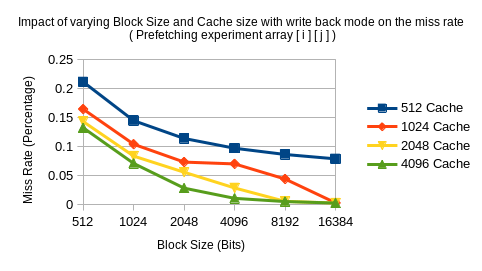 Impact of varying Block Size and Cache size with write back mode on the miss rate
( Prefetching experiment array [ i ] [ j ] )
0.25
0.2
0.15
0.1
0.05
0
Miss Rate (Percentage)
512 1024 2048 4096 8192 16384
Block Size (Bits)
512 Cache
1024 Cache
2048 Cache
4096 Cache